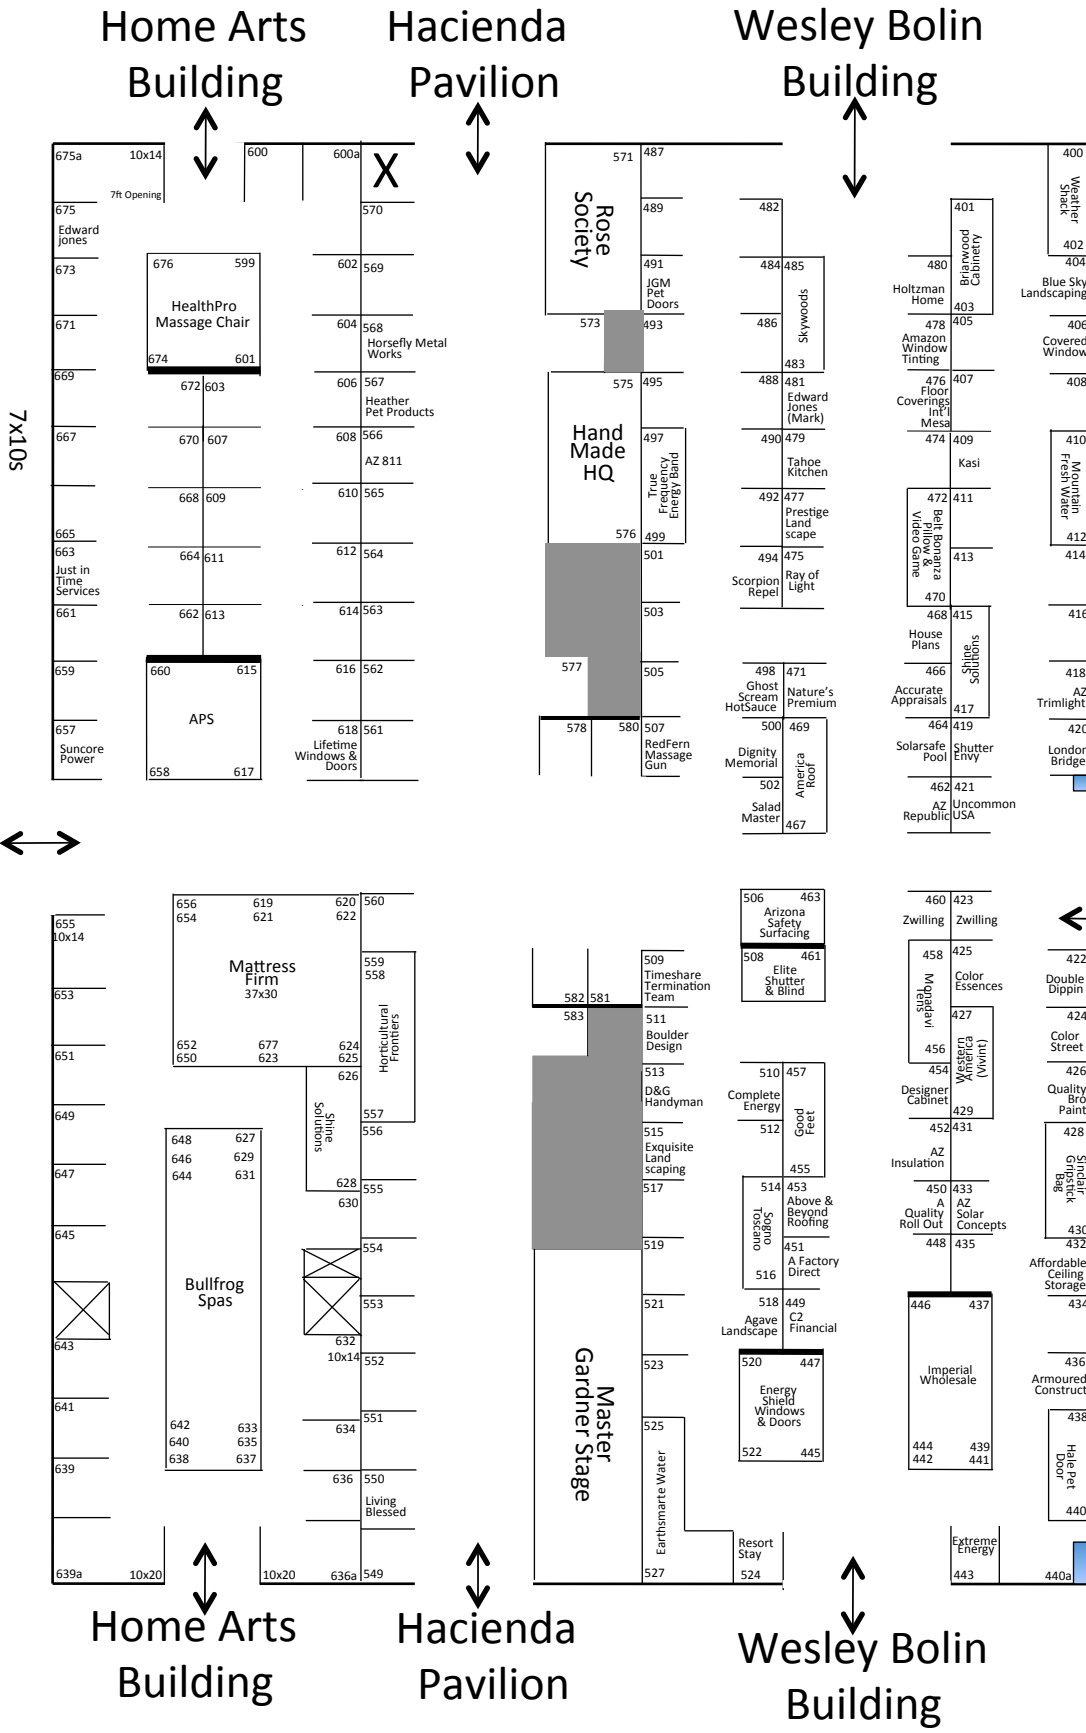 Home Arts
Building
Hacienda
Pavilion
Wesley Bolin
Building
675a
10x14
7ft Opening
600
600a
X
570
675
Edward
jones
673
671
669
667
665
663
Just in
Time
Services
661
659
657
Suncore
Power
7x10s
676
599
HealthPro
Massage Chair
674
601
672
603
670
607
668
609
664
611
662
613
660
615
APS
658
617
602
569
604
568
Horsefly Metal
Works
606
567
Heather
Pet Products
608
566
AZ 811
610
565
612
564
614
563
616
562
618
561
Lifetime
Windows &
Doors
571
Rose
Society
573
575
Hand
Made
HQ
576
577
578
580
487
489
491
JGM
Pet
Doors
493
495
497
True
Frequency
Energy Band
499
501
503
505
507
RedFern
Massage
Gun
482
484
485
Skywoods
486
483
488
481
Edward
Jones
(Mark)
490
479
Tahoe
Kitchen
492
477
Prestige
Land
scape
494
475
Scorpion
Repel
Ray of
Light
498
471
Ghost
Scream
HotSauce
Nature's
Premium
500
469
Dignity
Memorial
America
Roof
502
Salad
Master
467
401
Briarwood
Cabinetry
480
Holtzman
Home
403
478
405
Amazon
Window
Tinting
476
407
Floor
Coverings
Int'l
Mesa
474
409
Kasi
472
411
Belt Bonanza
Pillow &
Video Game
413
470
468
415
House
Plans
Shine
Solutions
466
Accurate
Appraisals
417
464
419
Solarsafe
Pool
Shutter
Envy
462
421
AZ
Republic
Uncommon
USA
400
Weather
Shack
402
404
Blue Sky
Landscaping
406
Covered
Window
408
410
Mountain
Fresh Water
412
414
416
418
AZ
Trimlight
420
London
Bridge
655
10x14
653
651
649
647
645
643
641
639
639a
10x20
656
619
620
654
621
622
Mattress
Firm
37x30
652
677
624
650
623
625
560
559
558
Horticultural
Frontiers
557
626
Shine
Solutions
628
556
630
555
648
627
646
629
644
631
Bullfrog
Spas
642
633
640
635
638
637
554
553
632
10x14
552
551
634
636
550
Living
Blessed
10x20
636a
549
582
581
583
509
Timeshare
Termination
Team
511
Boulder
Design
513
D&G
Handyman
515
Exquisite
Land
scaping
517
519
521
523
525
Master
Gardner Stage
Earthsmarte Water
527
Resort
Stay
524
506
463
Arizona
Safety
Surfacing
508
461
Elite
Shutter
& Blind
510
457
Complete
Energy
Good
Feet
512
455
514
453
Sogno
Toscano
Above &
Beyond
Roofing
451
A Factory
Direct
516
518
449
Agave
Landscape
C2
Financial
520
447
Energy
Shield
Windows
& Doors
522
445
460
423
Zwilling
Zwilling
458
425
Monadavi
Tens
Color
Essences
427
Western
America
(Vivint)
456
454
Designer
Cabinet
429
452
431
AZ
Insulation
450
433
A
Quality
Roll Out
AZ
Solar
Concepts
448
435
446
437
Imperial
Wholesale
444
439
442
441
Extreme
Energy
443
422
Double
Dippin
424
Color
Street
426
Quality
Bro
Paint
428
Sinclair
Gripstick
Bag
430
432
Affordable
Ceiling
Storage
434
436
Armoured
Construct
438
Hale Pet
Door
440
440a
Home Arts
Building
Hacienda
Pavilion
Wesley Bolin
Building